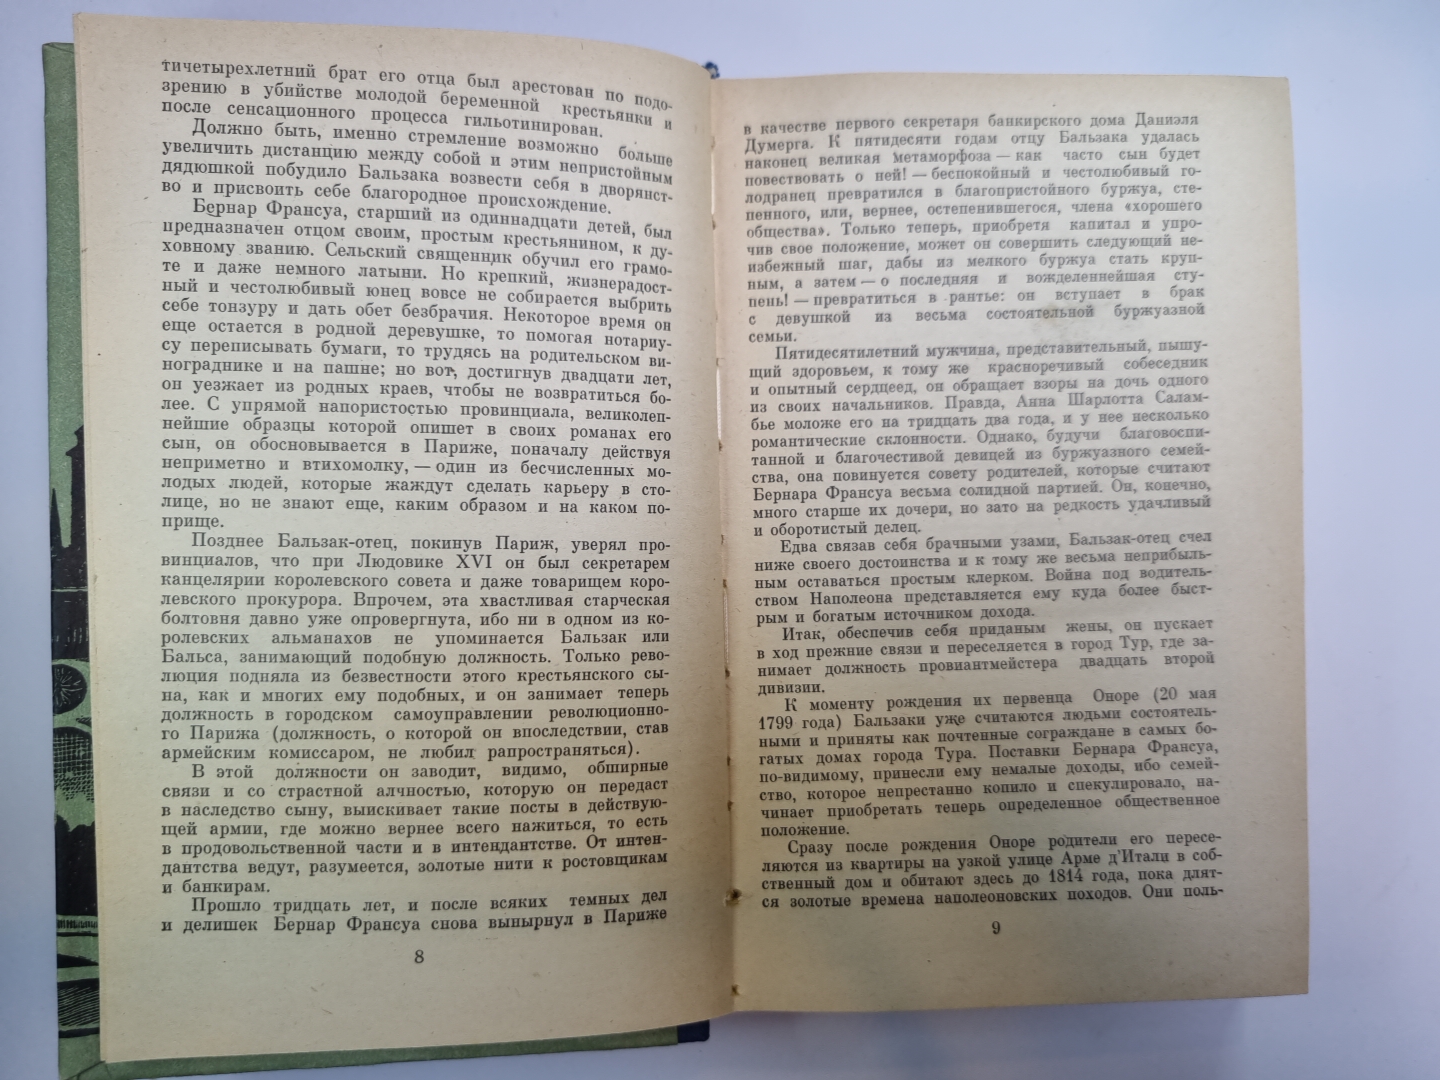 тичетырехлетний брат его отца был арестован по подо-
зрению в убийстве молодой беременной крестьянки и
после сенсационного процесса гильотинирован.
Должно быть, именно стремление возможно больше
увеличить дистанцию между собой и этим непристойным
дядюшкой побудило Бальзака возвести себя в дворянст-
во и присвоить себе благородное происхождение.
Бернар Франсуа, старший из одиннадцати детей, был
предназначен отцом своим, простым крестьянином, к ду-
ховному званию. Сельский священник обучил его грамо-
те и даже немного латыни. Но крепкий, жизнерадост-
ный и честолюбивый юнец вовсе не собирается выбрить
себе тонзуру и дать обет безбрачия. Некоторое время он
еще остается в родной деревушке, то помогая нотариу-
су переписывать бумаги, то трудясь на родительском ви-
нограднике и на пашне; но вот, достигнув двадцати лет,
он уезжает из родных краев, чтобы не возвратиться бо-
лее. С упрямой напористостью провинциала, великолеп-
нейшие образцы которой опишет в своих романах его
сын, он обосновывается в Париже, поначалу действуя
неприметно и втихомолку, — один из бесчисленных мо-
лодых людей, которые жаждут сделать карьеру в сто-
лице, но не знают еще, каким образом и на каком по-
прище.
Позднее Бальзак-отец, покинув Париж, уверял про-
винциалов, что при Людовике XVI он был секретарем
канцелярии королевского совета и даже товарищем коро-
левского прокурора. Впрочем, эта хвастливая старческая
болтовня давно уже опровергнута, ибо ни в одном из ко-
ролевских альманахов не упоминается Бальзак или
Бальса, занимающий подобную должность. Только рево-
люция подняла из безвестности этого крестьянского сы-
на, как и многих ему подобных, и он занимает теперь
должность в городском самоуправлении революционно-
го Парижа (должность, о которой он впоследствии, став
армейским комиссаром, не любил распространяться).
В этой должности он заводит, видимо, обширные
связи и со страстной алчностью, которую он передаст
в наследство сыну, выискивает такие посты в действую-
щей армии, где можно вернее всего нажиться, то есть
в продовольственной части и в интендантстве. От интен-
дантства ведут, разумеется, золотые нити к ростовщикам
и банкирам.
Прошло тридцать лет, и после всяких темных дел
и делишек Бернар Франсуа снова вынырнул в Париже
8
в качестве первого секретаря банкирского дома Даниэля
Думерга. К пятидесяти годам отцу Бальзака удалась
наконец великая метаморфоза — как часто сын будет
повествовать о ней! — беспокойный и честолюбивый го-
лодранец превратился в благопристойного буржуа, сте-
пенного, или, вернее, остепенившегося, члена «хорошего
общества». Только теперь, приобретя капитал и упро-
чив свое положение, может он совершить следующий не-
избежный шаг, дабы из мелкого буржуа стать круп-
ным, а затем — о последняя и вожделеннейшая сту-
пень! — превратиться в рантье: он вступает в брак
с девушкой из весьма состоятельной буржуазной
семьи.
Пятидесятилетний мужчина, представительный, пышу-
щий здоровьем, к тому же красноречивый собеседник
и опытный сердцеед, он обращает взоры на дочь одного
из своих начальников. Правда, Анна Шарлотта Салам-
бье моложе его на тридцать два года, и у нее несколько
романтические склонности. Однако, будучи благовоспи-
танной и благочестивой девицей из буржуазного семей-
ства, она повинуется совету родителей, которые считают
Бернара Франсуа весьма солидной партией. Он, конечно,
много старше их дочери, но зато на редкость удачливый
и оборотистый делец.
Едва связав себя брачными узами, Бальзак-отец счел
ниже своего достоинства и к тому же весьма неприбыль-
ным оставаться простым клерком. Война под водитель-
ством Наполеона представляется ему куда более быст-
рым и богатым источником дохода.
Итак, обеспечив себя приданым жены, он пускает
в ход прежние связи и переселяется в город Тур, где за-
нимает должность провиантмейстера двадцать второй
дивизии.
К моменту рождения их первенца Оноре (20 мая
1799 года) Бальзаки уже считаются людьми состоятель-
ными и приняты как почтенные сограждане в самых бо-
гатых домах города Тура. Поставки Бернара Франсуа,
по-видимому, принесли ему немалые доходы, ибо семей-
ство, которое непрестанно копило и спекулировало, на-
чинает приобретать теперь определенное общественное
положение.
Сразу после рождения Оноре родители его пересе-
ляются из квартиры на узкой улице Арме д'Итали в соб-
ственный дом и обитают здесь до 1814 года, пока длят-
ся золотые времена наполеоновских походов. Они поль-
9